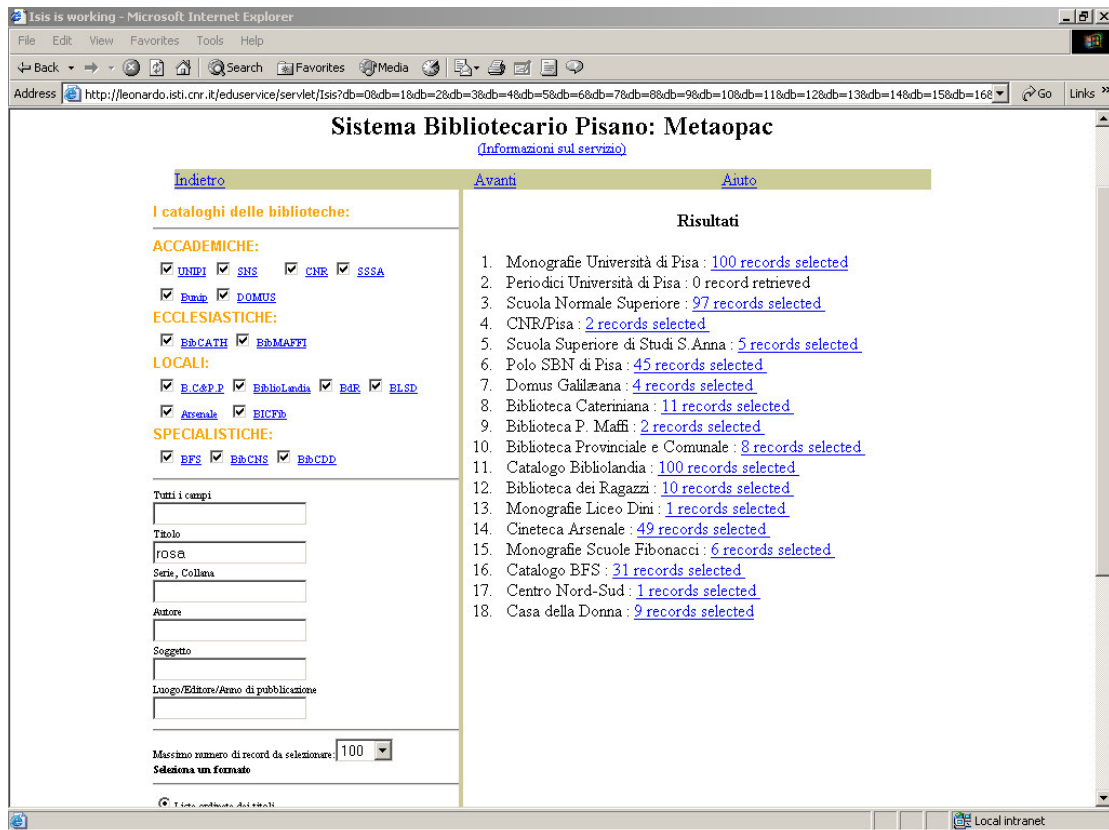 Isis is working - Microsoft Internet Explorer
File Edit View Favorites Tools Help
Back Search Favorites Media
Address http://leonardo.isti.cnr.it/eduservice/servlet/Isis?db=0&db=1&db=2&db=3&db=4&db=5&db=6&db=7&db=8&db=9&db=10&db=11&db=12&db=13&db=14&db=15&db=16& Go Links »
Sistema Bibliotecario Pisano: Metaopac
(Informazioni sul servizio)
Indietro Avanti Aiuto
I cataloghi delle biblioteche:
ACCADEMICHE:
UNIPI SNS CNR SSSA
Bunip DOMUS
ECCLESIASTICHE:
BibCATH BibMAFFI
LOCALI:
B.C&P.P BiblioLandia BdR BLSD
Arsenale BICFib
SPECIALISTICHE:
BFS BibCNS BibCDD
Tutti i campi
Titolo
rosa
Serie, Collana
Autore
Soggetto
Luogo/Editore/Anno di pubblicazione
Massimo numero di record da selezionare: 100
Seleziona un formato
Lista ordinata dei titoli
Risultati
1. Monografie Università di Pisa : 100 records selected
2. Periodici Università di Pisa : 0 record retrieved
3. Scuola Normale Superiore : 97 records selected
4. CNR/Pisa : 2 records selected
5. Scuola Superiore di Studi S.Anna : 5 records selected
6. Polo SBN di Pisa : 45 records selected
7. Domus Galilæana : 4 records selected
8. Biblioteca Cateriniana : 11 records selected
9. Biblioteca P. Maffi : 2 records selected
10. Biblioteca Provinciale e Comunale : 8 records selected
11. Catalogo Bibliolandia : 100 records selected
12. Biblioteca dei Ragazzi : 10 records selected
13. Monografie Liceo Dini : 1 records selected
14. Cineteca Arsenale : 49 records selected
15. Monografie Scuole Fibonacci : 6 records selected
16. Catalogo BFS : 31 records selected
17. Centro Nord-Sud : 1 records selected
18. Casa della Donna : 9 records selected
Local intranet